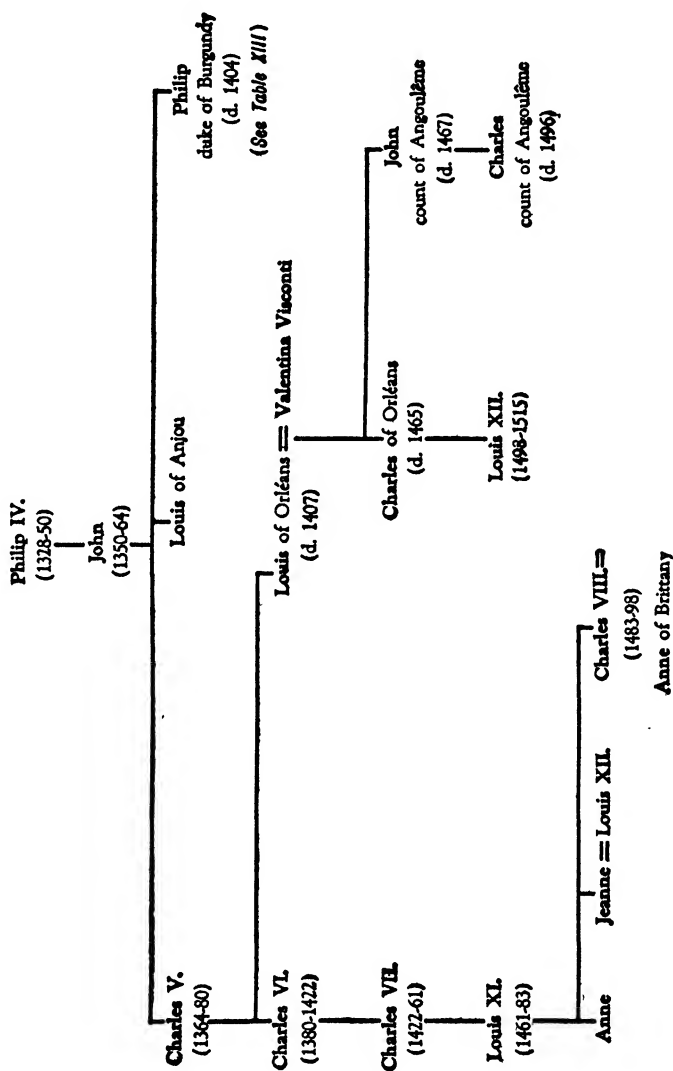 Philip IV.
(1328-50)
John
(1350-64)
Louis of Anjou
Philip
duke of Burgundy
(d. 1404)
(See Table XIII)
Charles V.
(1364-80)
Louis of Orléans = Valentina Visconti
(d. 1407)
Charles VI.
(1380-1422)
Charles of Orléans
(d. 1465)
John
count of Angoulême
(d. 1467)
Charles VII.
(1422-61)
Louis XII.
(1498-1515)
Charles
count of Angoulême
(d. 1496)
Louis XI.
(1461-83)
Anne
Jeanne = Louis XII.
Charles VIII. =
(1483-98)
Anne of Brittany